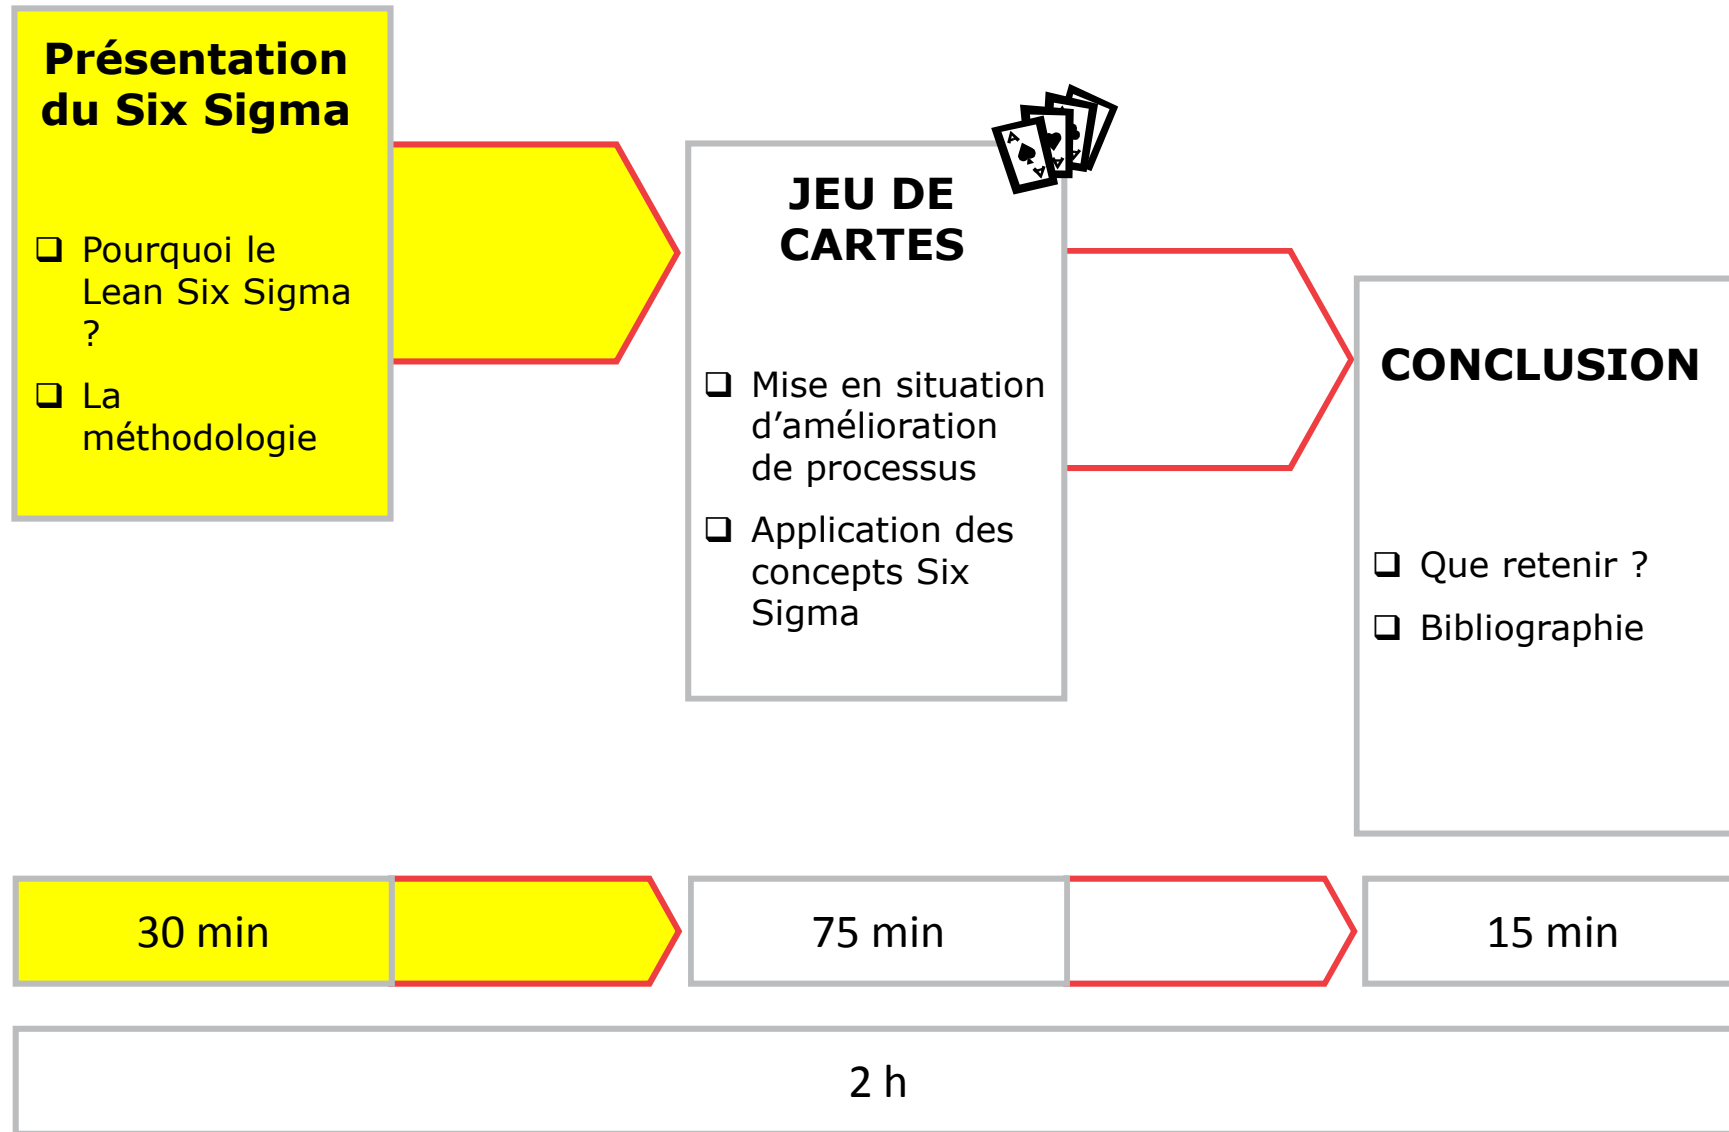 Présentation
du Six Sigma
❑ Pourquoi le
Lean Six Sigma
?
❑ La
méthodologie
JEU DE
CARTES
❑ Mise en situation
d’amélioration
de processus
❑ Application des
concepts Six
Sigma
CONCLUSION
❑ Que retenir ?
❑ Bibliographie
30 min
75 min
15 min
2 h